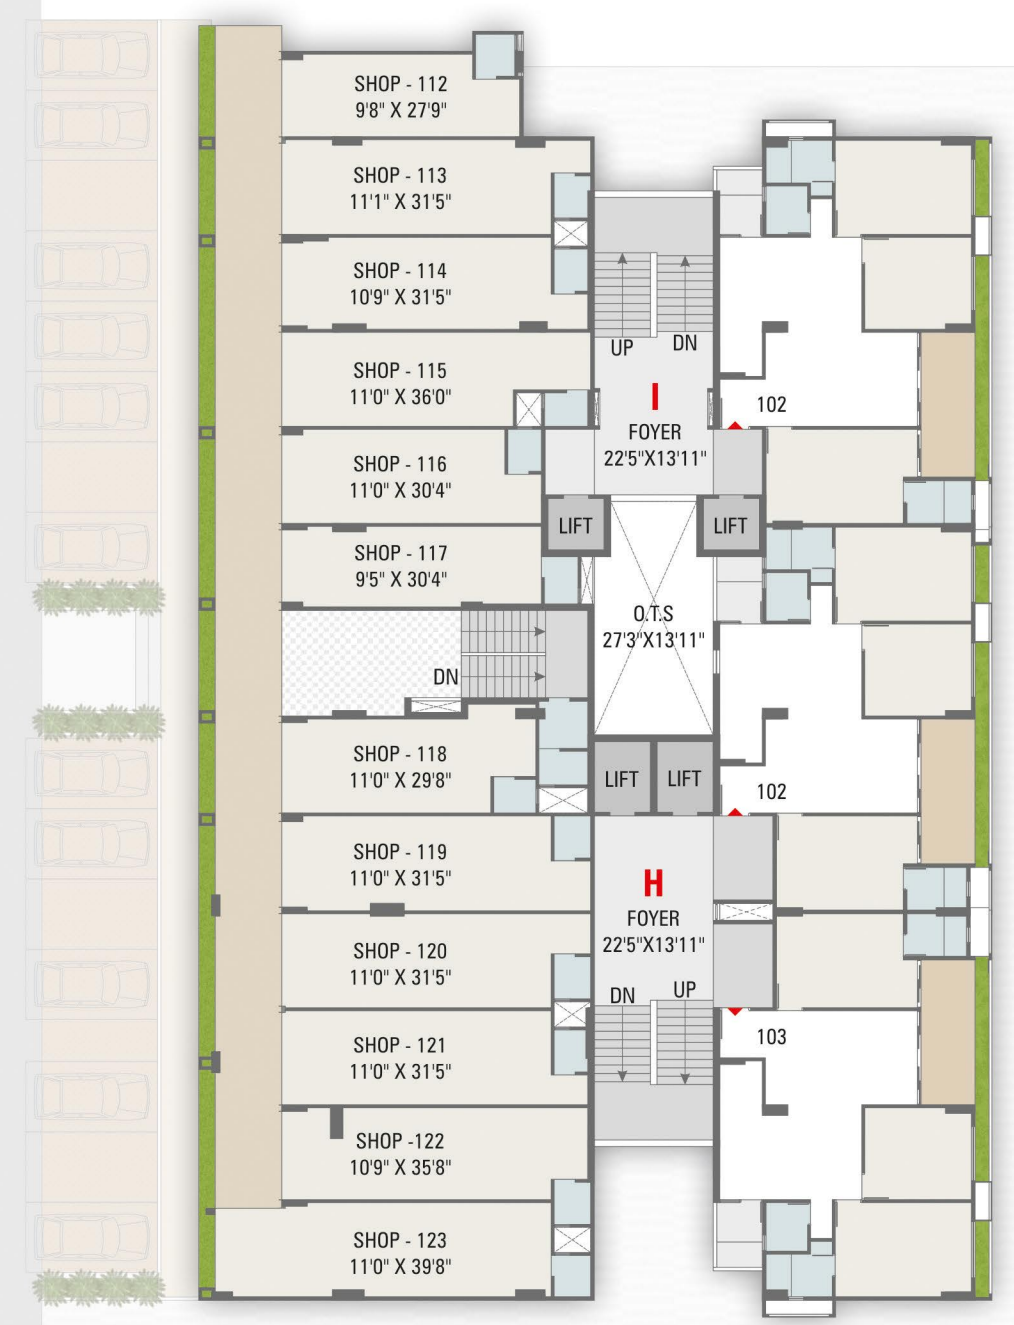 SHOP - 112
9'8" X 27'9"
SHOP - 113
11'1" X 31'5"
SHOP - 114
10'9" X 31'5"
UP
DN
SHOP - 115
11'0" X 36'0"
I
102
FOYER
22'5"X13'11"
SHOP - 116
11'0" X 30'4"
LIFT
LIFT
SHOP - 117
9'5" X 30'4"
O.T.S
27'3"X13'11"
DN
SHOP - 118
11'0" X 29'8"
LIFT
LIFT
102
SHOP - 119
11'0" X 31'5"
H
FOYER
22'5"X13'11"
SHOP - 120
11'0" X 31'5"
DN
UP
SHOP - 121
11'0" X 31'5"
103
SHOP -122
10'9" X 35'8"
SHOP - 123
11'0" X 39'8"